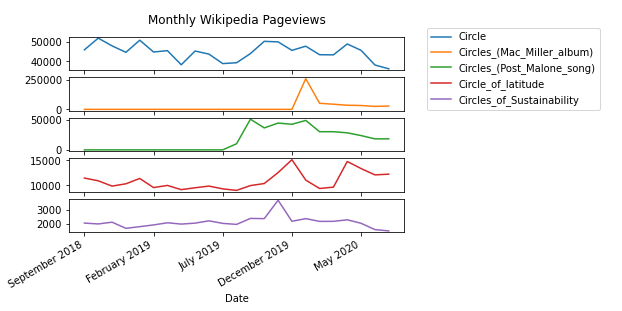 Monthly Wikipedia Pageviews
50000
40000
250000
0
50000
0
15000
10000
3000
2000
September 2018
February 2019
July 2019
December 2019
May 2020
Date
Circle
Circles_(Mac_Miller_album)
Circles_(Post_Malone_song)
Circle_of_latitude
Circles_of_Sustainability